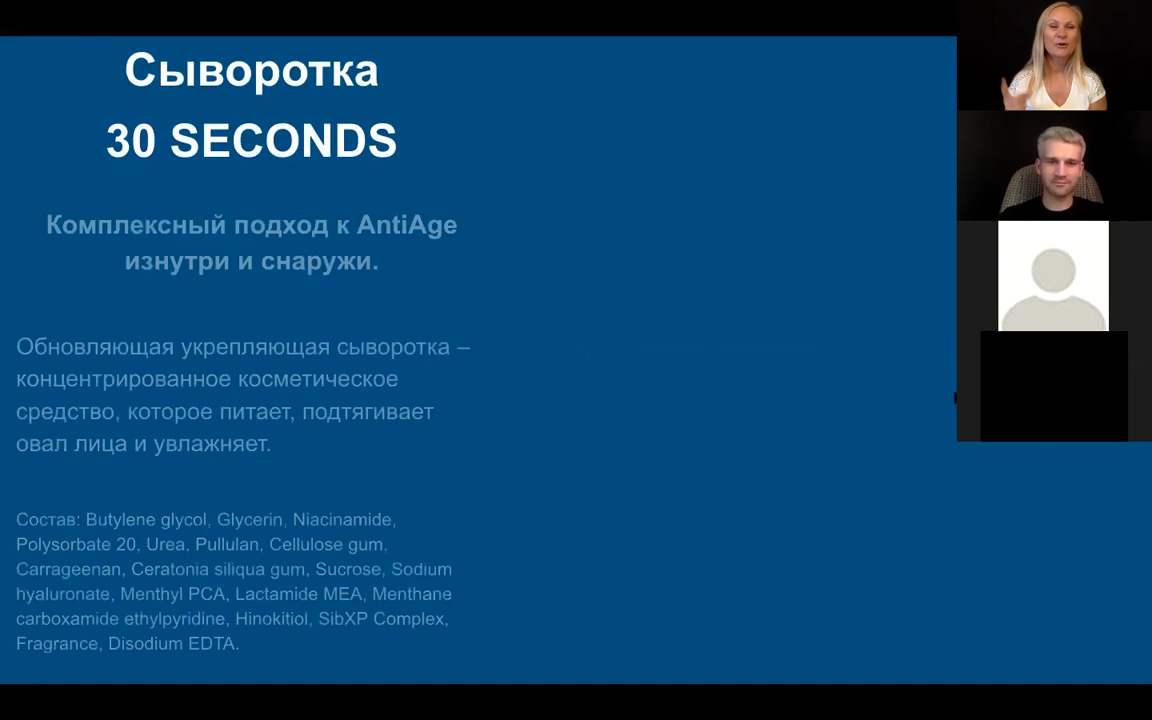 Сыворотка
30 SECONDS
Комплексный подход к AntiAge
изнутри и снаружи.
Обновляющая укрепляющая сыворотка –
концентрированное косметическое
средство, которое питает, подтягивает
овал лица и увлажняет.
Состав: Butylene glycol, Glycerin, Niacinamide,
Polysorbate 20, Urea, Pullulan, Cellulose gum,
Carrageenan, Ceratonia siliqua gum, Sucrose, Sodium
hyaluronate, Menthyl PCA, Lactamide MEA, Menthane
carboxamide ethylpyridine, Hinokitiol, SibXP Complex,
Fragrance, Disodium EDTA.